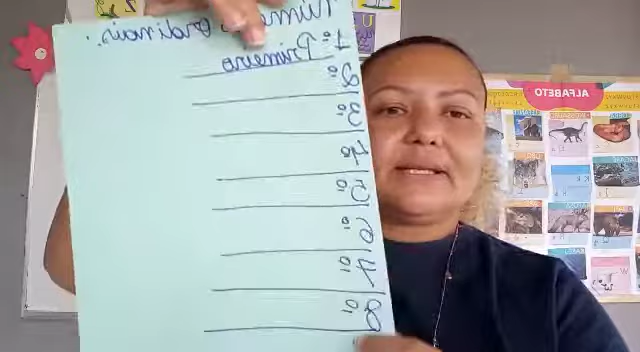 Números ordinais:
1º Primeiro
2º
3º
4º
5º
6º
7º
8º
ALFABETO